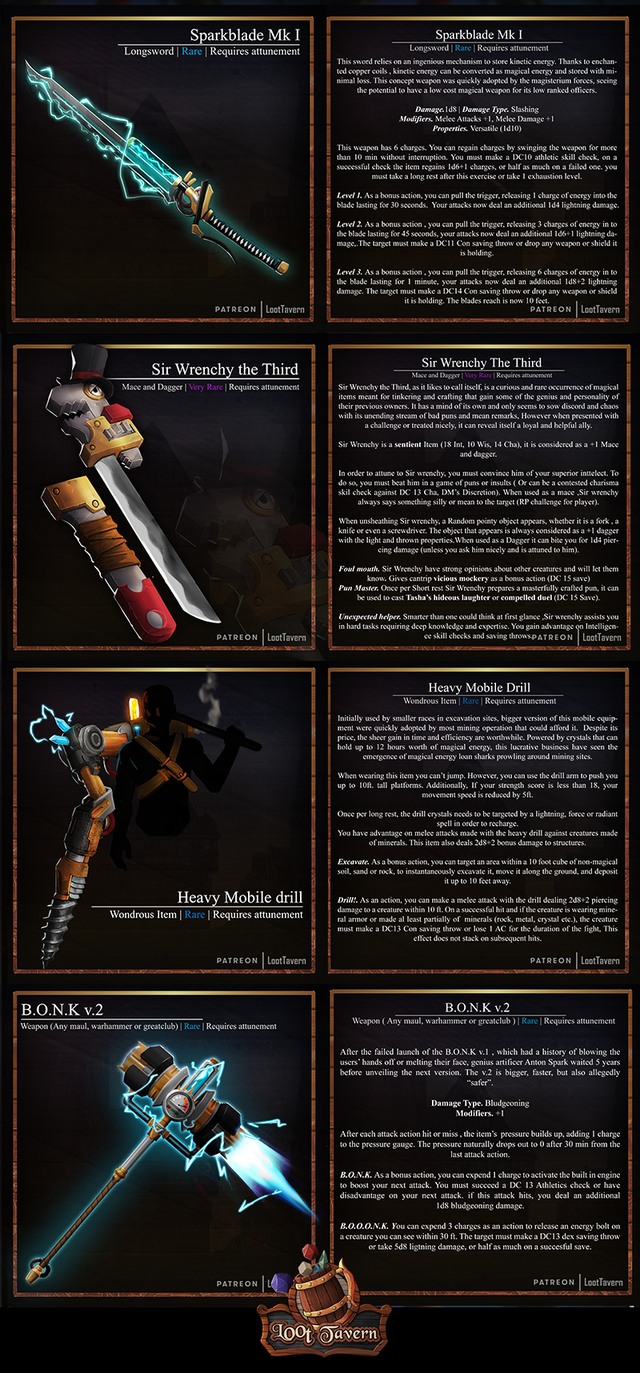 Sparkblade Mk I
Longsword | Rare | Requires attunement
PATREON | LootTavern
Sparkblade Mk I
Longsword | Rare | Requires attunement
This sword relies on an ingenious mechanism to store kinetic energy. Thanks to enchan-
ted copper coils , kinetic energy can be converted as magical energy and stored with mi-
nimal loss. This concept weapon was quickly adopted by the magisterium forces, seeing
the potential to have a low cost magical weapon for its low ranked officers.
Damage.1d8 | Damage Type. Slashing
Modifiers. Melee Attacks +1, Melee Damage +1
Properties. Versatile (1d10)
This weapon has 6 charges. You can regain charges by swinging the weapon for more
than 10 min without interruption. You must make a DC10 athletic skill check, on a
successful check the item regains 1d6+1 charges, or half as much on a failed one. you
must take a long rest after this exercise or take 1 exhaustion level.
Level 1. As a bonus action, you can pull the trigger, releasing 1 charge of energy into the
blade lasting for 30 seconds. Your attacks now deal an additional 1d4 lightning damage.
Level 2. As a bonus action , you can pull the trigger, releasing 3 charges of energy in to
the blade lasting for 45 seconds, your attacks now deal an additional 1d6+1 lightning da-
mage,.The target must make a DC11 Con saving throw or drop any weapon or shield it
is holding.
Level 3. As a bonus action , you can pull the trigger, releasing 6 charges of energy in to
the blade lasting for 1 minute, your attacks now deal an additional 1d8+2 lightning
damage. The target must make a DC14 Con saving throw or drop any weapon or shield
it is holding. The blades reach is now 10 feet.
PATREON | LootTavern
Sir Wrenchy the Third
Mace and Dagger | Very Rare | Requires attunement
PATREON | LootTavern
Sir Wrenchy The Third
Mace and Dagger | Very Rare | Requires attunement
Sir Wrenchy the Third, as it likes to call itself, is a curious and rare occurrence of magical
items meant for tinkering and crafting that gain some of the genius and personality of
their previous owners. It has a mind of its own and only seems to sow discord and chaos
with its unending stream of bad puns and mean remarks, However when presented with
a challenge or treated nicely, it can reveal itself a loyal and helpful ally.
Sir Wrenchy is a sentient Item (18 Int, 10 Wis, 14 Cha), it is considered as a +1 Mace
and dagger.
In order to attune to Sir wrenchy, you must convince him of your superior inttelect. To
do so, you must beat him in a game of puns or insults ( Or can be a contested charisma
skil check against DC 13 Cha, DM's Discretion). When used as a mace ,Sir wrenchy
always says something silly or mean to the target (RP challenge for player).
When unsheathing Sir wrenchy, a Random pointy object appears, whether it is a fork , a
knife or even a screwdriver. The object that appears is always considered as a +1 dagger
with the light and thrown properties.When used as a Dagger it can bite you for 1d4 pier-
cing damage (unless you ask him nicely and is attuned to him).
Foul mouth. Sir Wrenchy have strong opinions about other creatures and will let them
know. Gives cantrip vicious mockery as a bonus action (DC 15 save)
Pun Master. Once per Short rest Sir Wrenchy prepares a masterfully crafted pun, it can
be used to cast Tasha's hideous laughter or compelled duel (DC 15 Save).
Unexpected helper. Smarter than one could think at first glance ,Sir wrenchy assists you
in hard tasks requiring deep knowledge and expertise. You gain advantage on Intelligen-
ce skill checks and saving throws.
PATREON | LootTavern
Heavy Mobile drill
Wondrous Item | Rare | Requires attunement
PATREON | LootTavern
Heavy Mobile Drill
Wondrous Item | Rare | Requires attunement
Initially used by smaller races in excavation sites, bigger version of this mobile equip-
ment were quickly adopted by most mining operation that could afford it. Despite its
price, the sheer gain in time and efficiency are worthwhile. Powered by crystals that can
hold up to 12 hours worth of magical energy, this lucrative business have seen the
emergence of magical energy loan sharks prowling around mining sites.
When wearing this item you can't jump. However, you can use the drill arm to push you
up to 10ft. tall platforms. Additionally, If your strength score is less than 18, your
movement speed is reduced by 5ft.
Once per long rest, the drill crystals needs to be targeted by a lightning, force or radiant
spell in order to recharge.
You have advantage on melee attacks made with the heavy drill against creatures made
of minerals. This item also deals 2d8+2 bonus damage to structures.
Excavate. As a bonus action, you can target an area within a 10 foot cube of non-magical
soil, sand or rock, to instantaneously excavate it, move it along the ground, and deposit
it up to 10 feet away.
Drill!. As an action, you can make a melee attack with the drill dealing 2d8+2 piercing
damage to a creature within 10 ft. On a successful hit and if the creature is wearing mine-
ral armor or made al least partially of minerals (rock, metal, crystal etc.), the creature
must make a DC13 Con saving throw or lose 1 AC for the duration of the fight, This
effect does not stack on subsequent hits.
PATREON | LootTavern
B.O.N.K v.2
Weapon (Any maul, warhammer or greatclub) | Rare | Requires attunement
PATREON | L
B.O.N.K v.2
Weapon ( Any maul, warhammer or greatclub ) | Rare | Requires attunement
After the failed launch of the B.O.N.K v.1 , which had a history of blowing the
users' hands off or melting their face, genius artificer Anton Spark waited 5 years
before unveiling the next version. The v.2 is bigger, faster, but also allegedly
"safer".
Damage Type. Bludgeoning
Modifiers. +1
After each attack action hit or miss , the item's pressure builds up, adding 1 charge
to the pressure gauge. The pressure naturally drops out to 0 after 30 min from the
last attack action.
B.O.N.K. As a bonus action, you can expend 1 charge to activate the built in engine
to boost your next attack. You must succeed a DC 13 Athletics check or have
disadvantage on your next attack. if this attack hits, you deal an additional
1d8 bludgeoning damage.
B.O.O.O.N.K. You can expend 3 charges as an action to release an energy bolt on
a creature you can see within 30 ft. The target must make a DC13 dex saving throw
or take 5d8 ligtning damage, or half as much on a succesful save.
PATREON | LootTavern
Loot Tavern